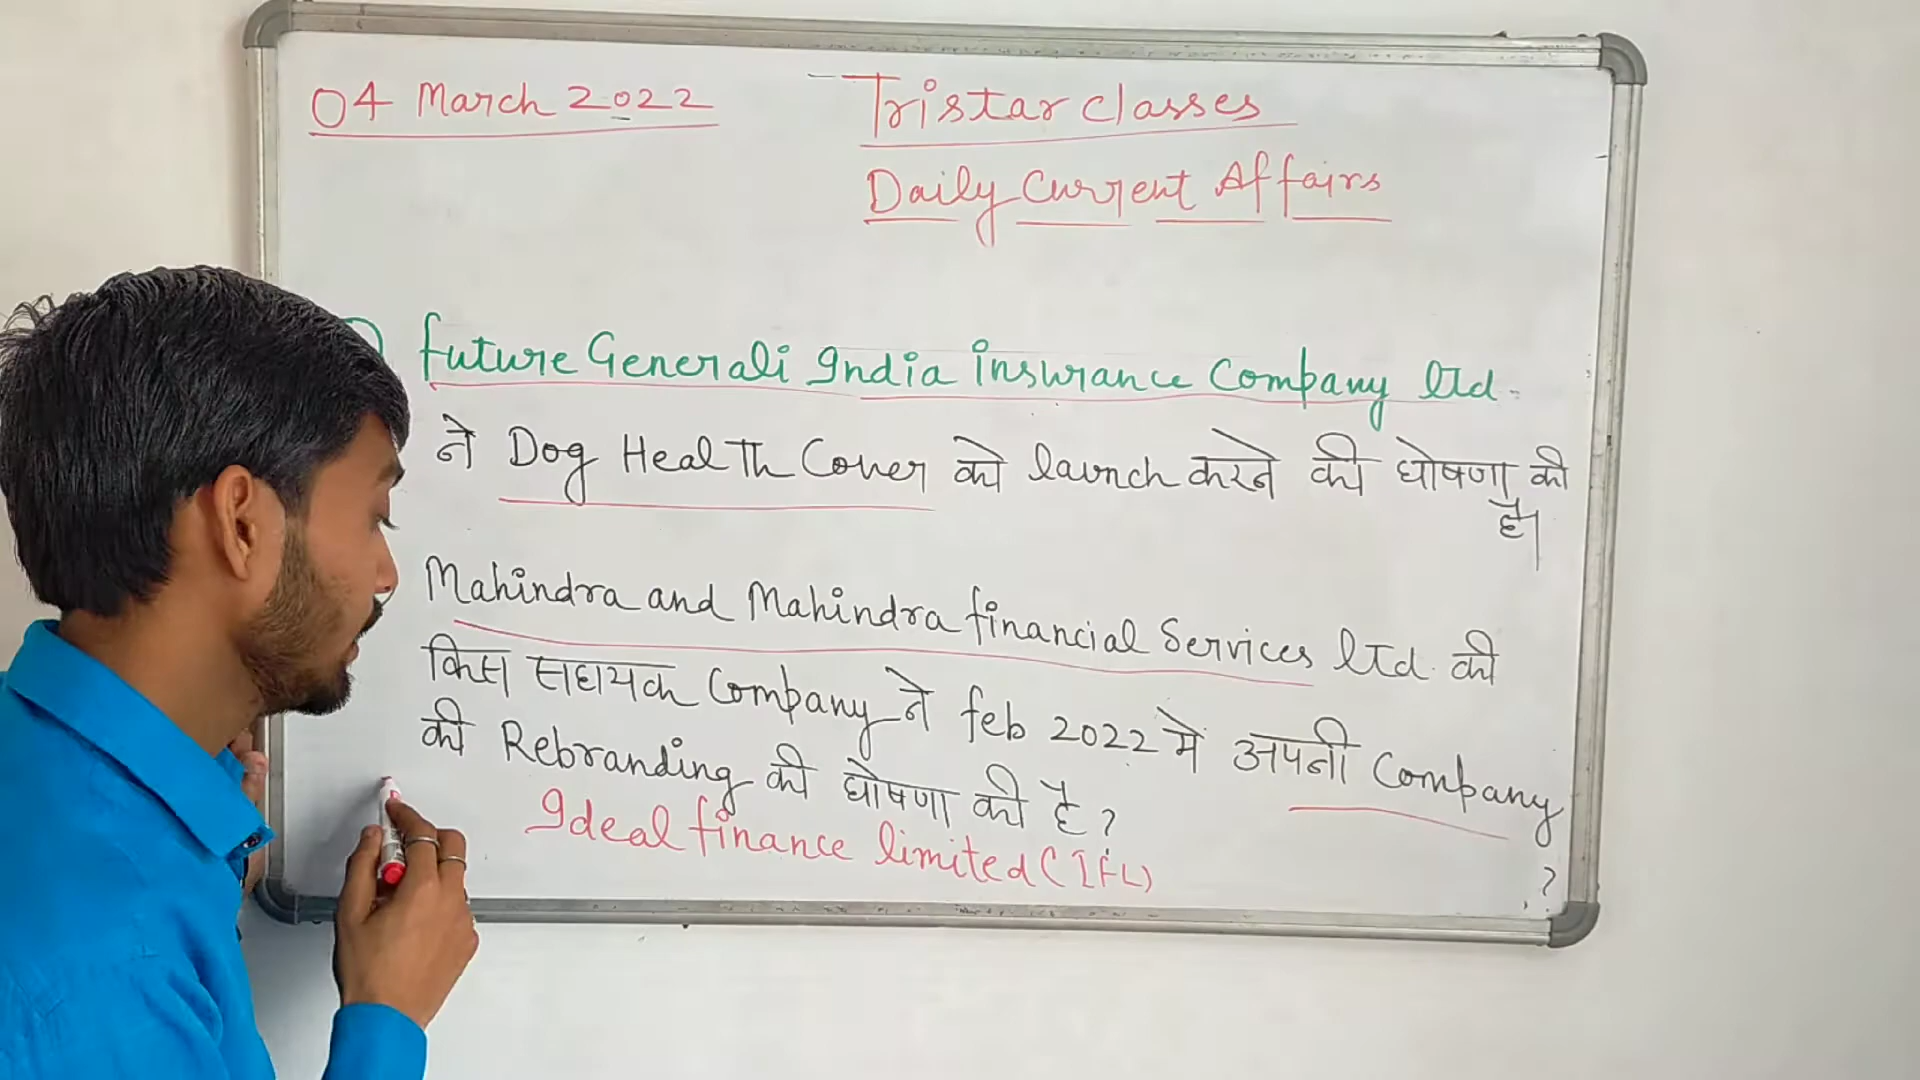 04 March 2022
Tristar Classes
Daily Current Affairs
future Generali India Insurance Company ltd.
ने Dog Health Cover को launch करने की घोषणा की
है।
Mahindra and Mahindra financial Services ltd. की
किस सहायक Company ने feb 2022 मे अपनी Company
की Rebranding की घोषणा की है?
?
Ideal finance limited (IFL)